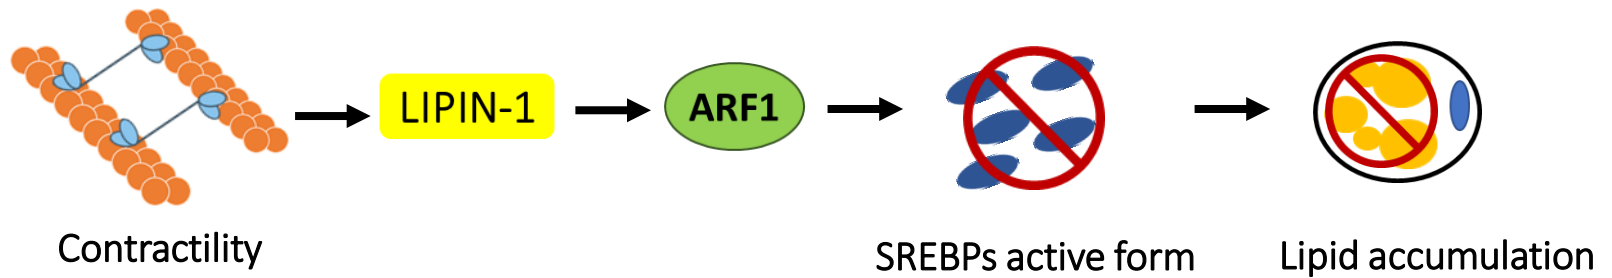 LIPIN-1
ARF1
Contractility
SREBPs active form
Lipid accumulation